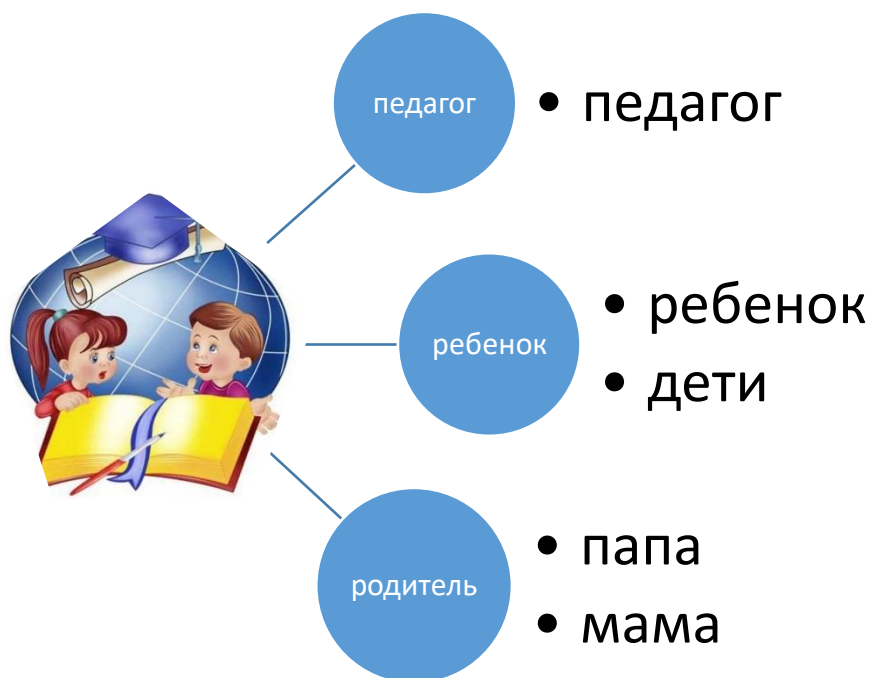 педагог
• педагог
ребенок
• ребенок
• дети
родитель
• папа
• мама